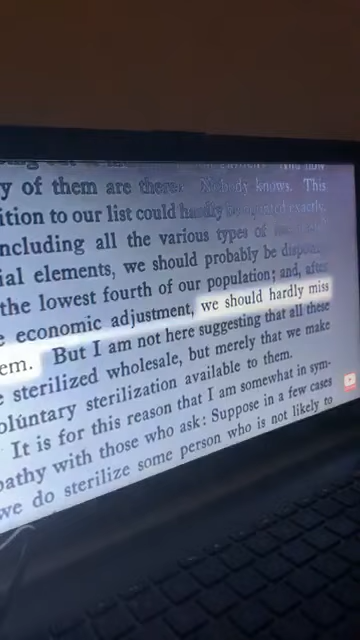 y of them are there. Nobody knows. This
ition to our list could hardly
ncluding all the various types of
ial elements, we should probably be
the lowest fourth of our population; and, after
e economic adjustment, we should hardly miss
em. But I am not here suggesting that all these
e sterilized wholesale, but merely that we make
oluntary sterilization available to them.
It is for this reason that I am somewhat in sym-
pathy with those who ask: Suppose in a few cases
we do sterilize some person who is not likely to